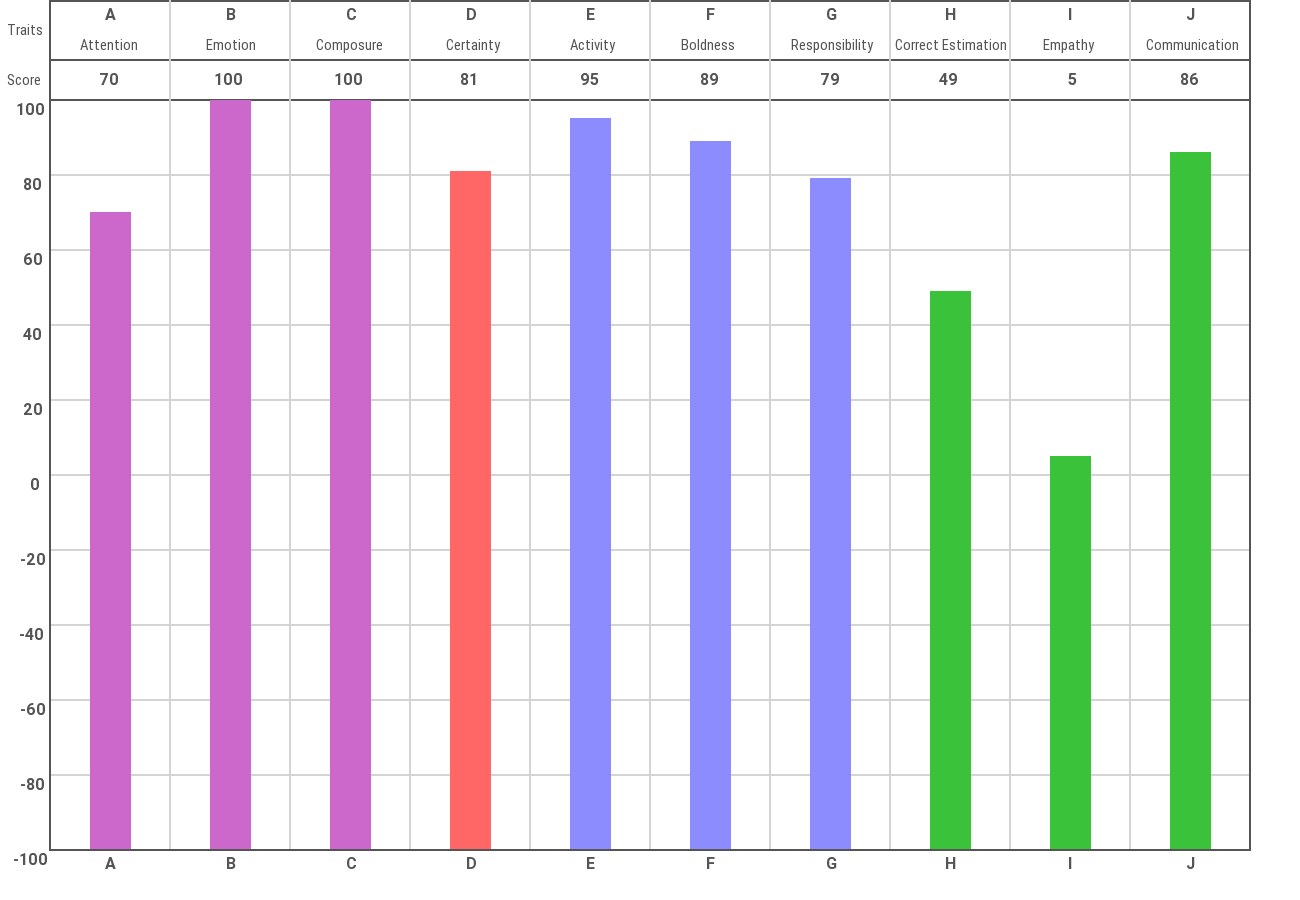 A B C D E F G H I J
Traits
Attention Emotion Composure Certainty Activity Boldness Responsibility Correct Estimation Empathy Communication
Score 70 100 100 81 95 89 79 49 5 86
100
80
60
40
20
0
-20
-40
-60
-80
-100
A B C D E F G H I J